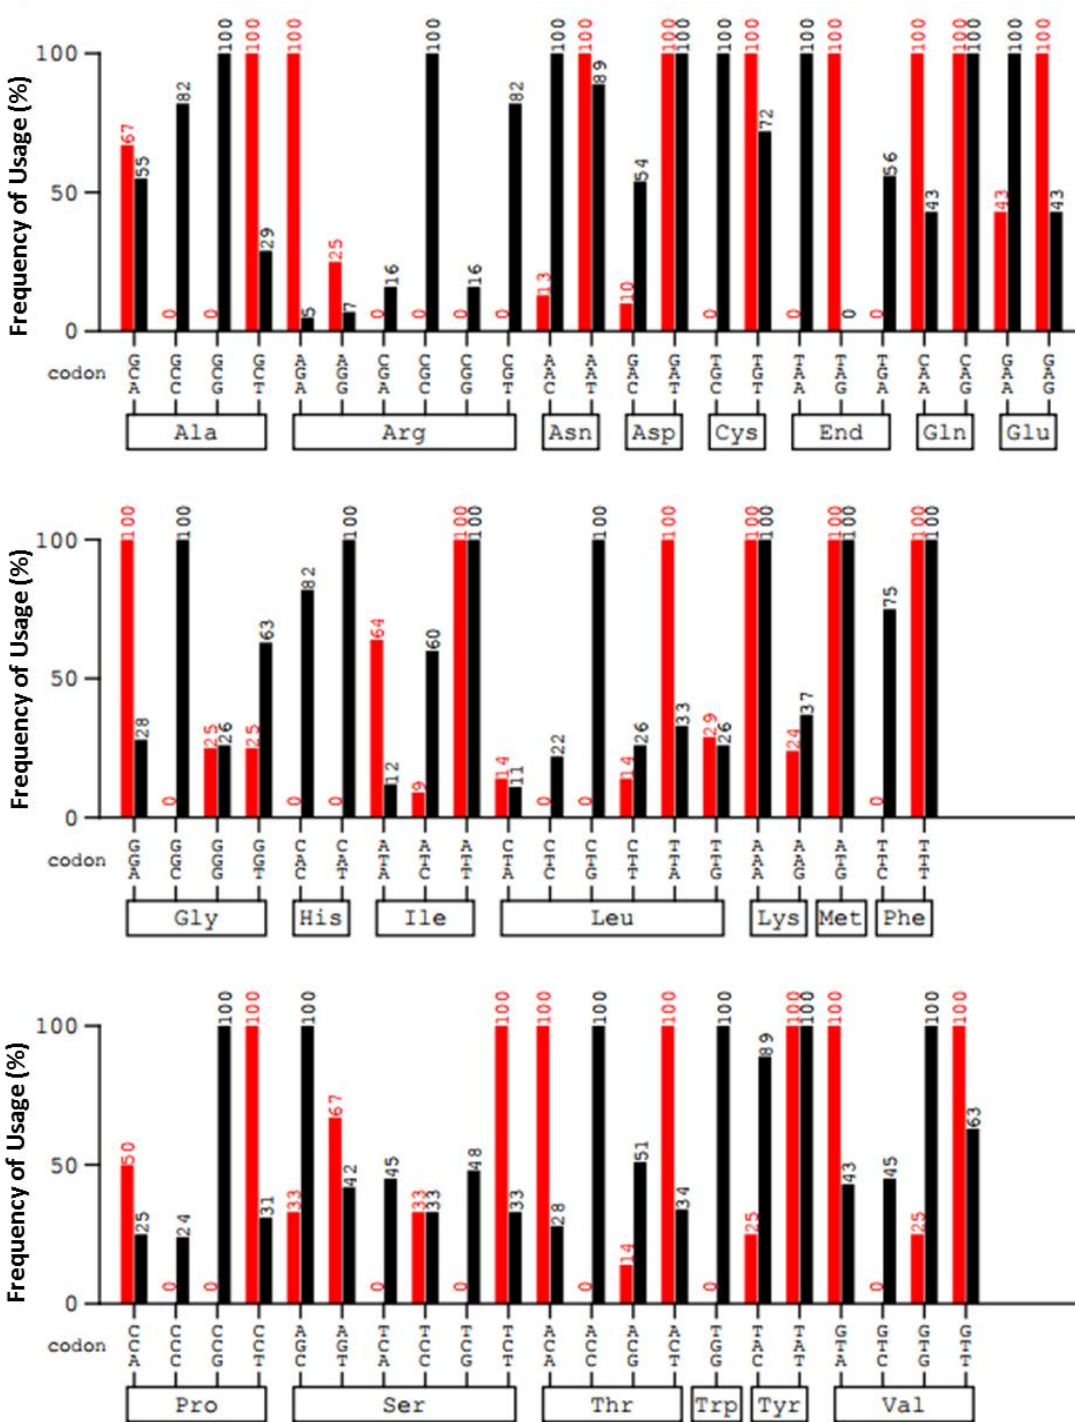 Frequency of Usage (%)
100
50
0
67 55 0 82 0 100 100 29 100 5 25 7 0 16 0 100 0 16 0 82 13 100 100 89 10 54 100 100 0 100 100 72 0 100 100 0 0 56 100 43 100 100 43 100 100 43
codon GCA GCC GCG GCT AGA AGG CGA CGC CGG CGT AAC AAT GAC GAT TGC TGT TAA TAG TGA CAA CAG GAA GAG
Ala Arg Asn Asp Cys End Gln Glu
Frequency of Usage (%)
100
50
0
100 28 0 100 25 26 25 63 0 82 0 100 64 12 9 60 100 100 14 11 0 22 0 100 14 26 100 33 29 26 100 100 24 37 100 100 0 75 100 100
codon GGA GGC GGG GGT CAC CAT ATA ATC ATT CTA CTC CTG CTT TTA TTG AAA AAG ATG TTC TTT
Gly His Ile Leu Lys Met Phe
Frequency of Usage (%)
100
50
0
50 25 0 24 0 100 100 31 33 100 67 42 0 45 33 33 0 48 100 33 100 28 0 100 14 51 100 34 0 100 25 89 100 100 100 43 0 45 25 100 100 63
codon CCA CCC CCG CCT AGC AGT TCA TCC TCG TCT ACA ACC ACG ACT TGG TAC TAT GTA GTC GTG GTT
Pro Ser Thr Trp Tyr Val